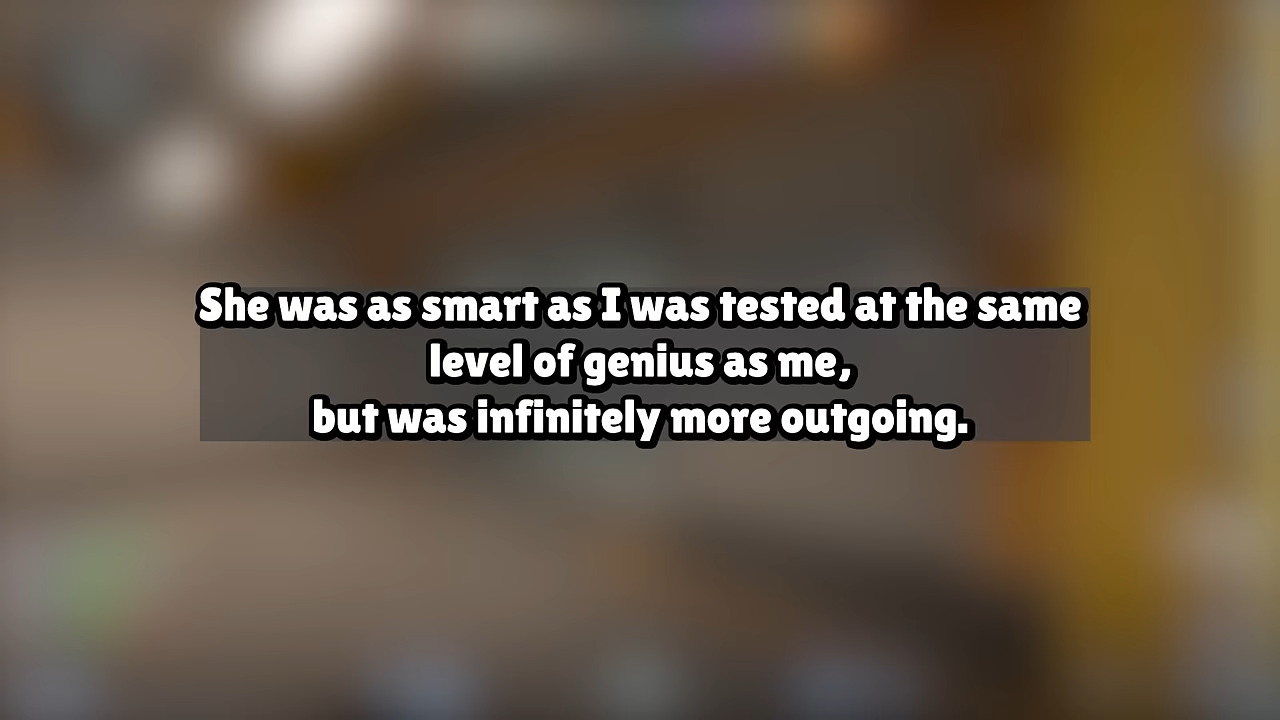 She was as smart as I was tested at the same
level of genius as me,
but was infinitely more outgoing.